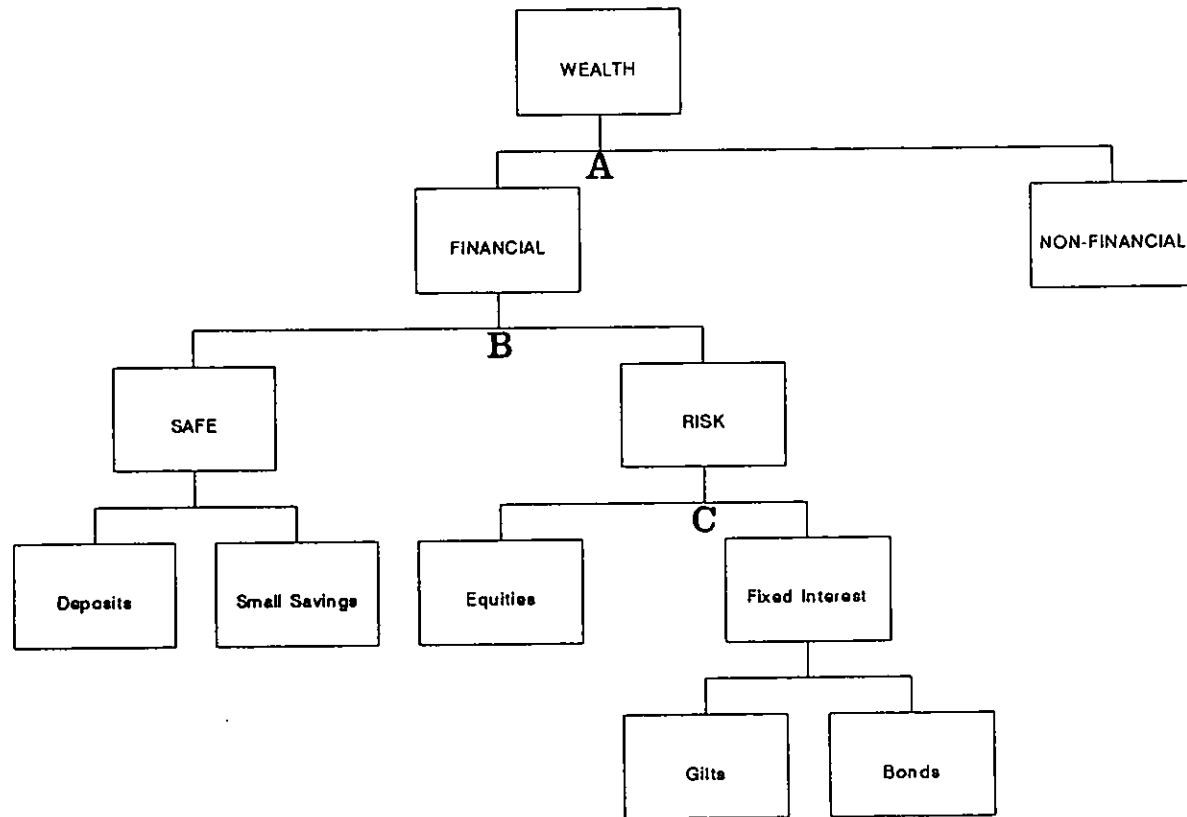 WEALTH
A
FINANCIAL
NON-FINANCIAL
B
SAFE
RISK
C
Deposits
Small Savings
Equities
Fixed Interest
Gilts
Bonds